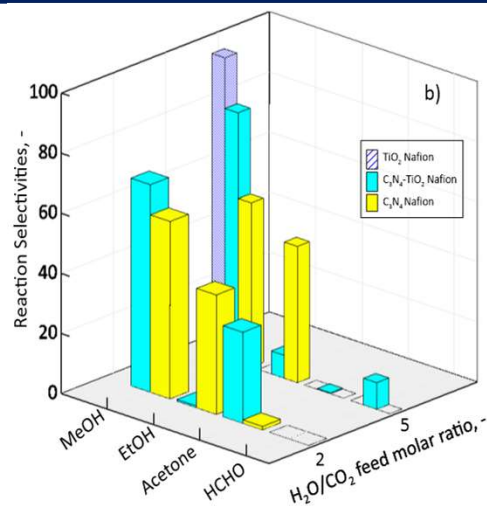 b)
100
80
60
40
20
0
Reaction Selectivities, -
TiO₂ Nafion
C₃N₄-TiO₂ Nafion
C₃N₄ Nafion
MeOH
EtOH
Acetone
HCHO
2
5
H₂O/CO₂ feed molar ratio, -